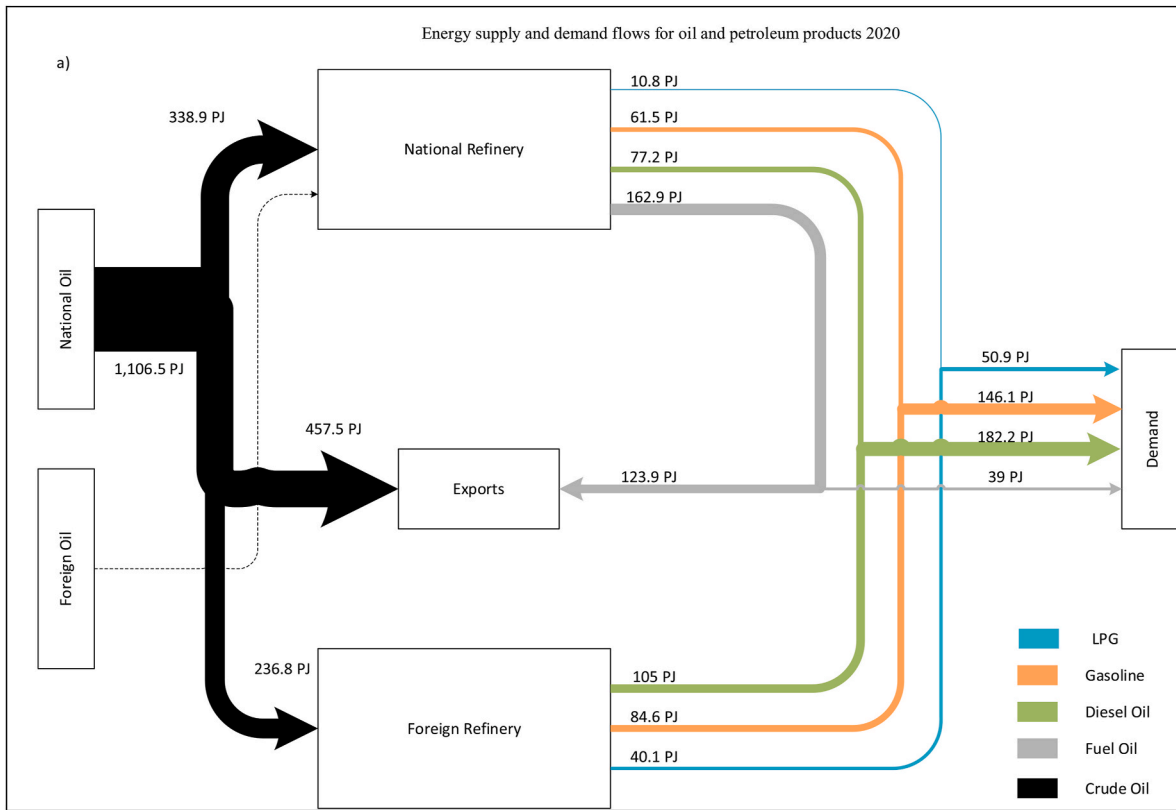 Energy supply and demand flows for oil and petroleum products 2020
a)
10.8 PJ
338.9 PJ
61.5 PJ
National Refinery
77.2 PJ
162.9 PJ
National Oil
1,106.5 PJ
50.9 PJ
146.1 PJ
457.5 PJ
182.2 PJ
Demand
Exports
123.9 PJ
39 PJ
Foreign Oil
236.8 PJ
105 PJ
84.6 PJ
Foreign Refinery
40.1 PJ
LPG
Gasoline
Diesel Oil
Fuel Oil
Crude Oil